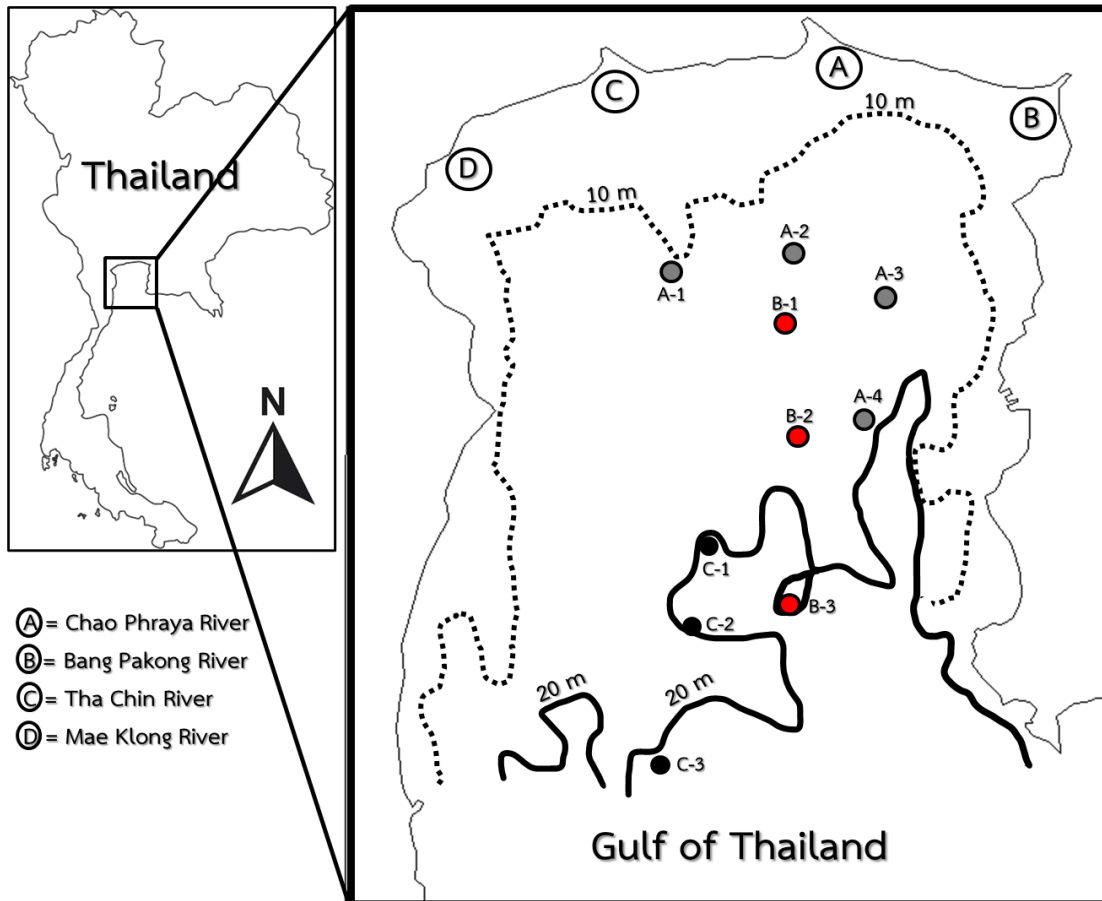 Thailand
N
Ⓐ= Chao Phraya River
Ⓑ= Bang Pakong River
Ⓒ= Tha Chin River
Ⓓ= Mae Klong River
A
C
B
D
10 m
10 m
A-2
A-1
A-3
B-1
A-4
B-2
C-1
B-3
C-2
20 m
20 m
C-3
Gulf of Thailand